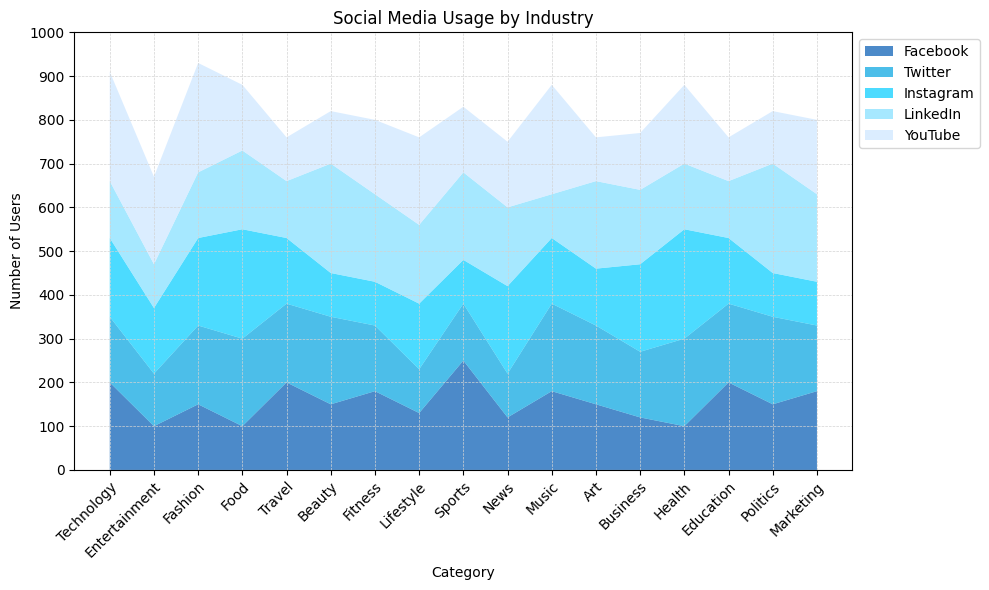 Social Media Usage by Industry
1000
900
800
700
600
500
400
300
200
100
0
Number of Users
Technology
Entertainment
Fashion
Food
Travel
Beauty
Fitness
Lifestyle
Sports
News
Music
Art
Business
Health
Education
Politics
Marketing
Category
Facebook
Twitter
Instagram
LinkedIn
YouTube